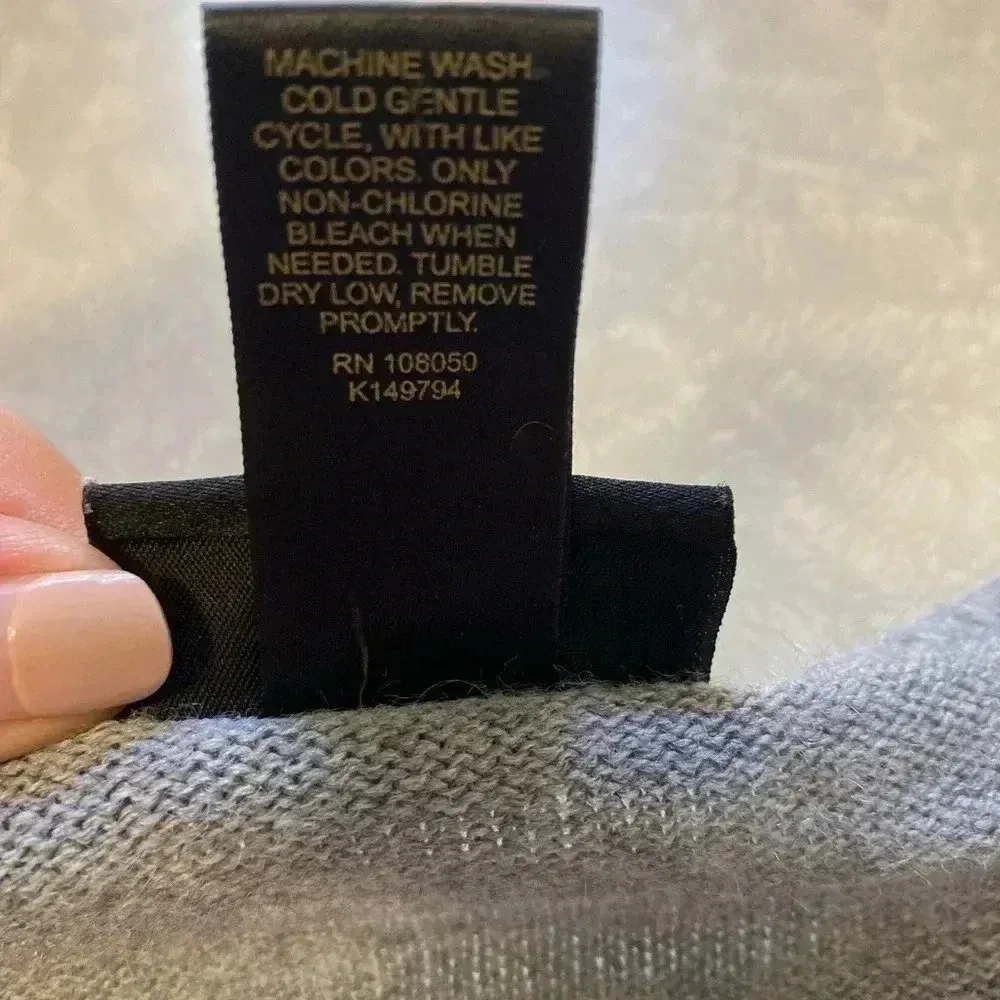 MACHINE WASH
COLD GENTLE
CYCLE, WITH LIKE
COLORS. ONLY
NON-CHLORINE
BLEACH WHEN
NEEDED. TUMBLE
DRY LOW, REMOVE
PROMPTLY.
RN 108050
K149794